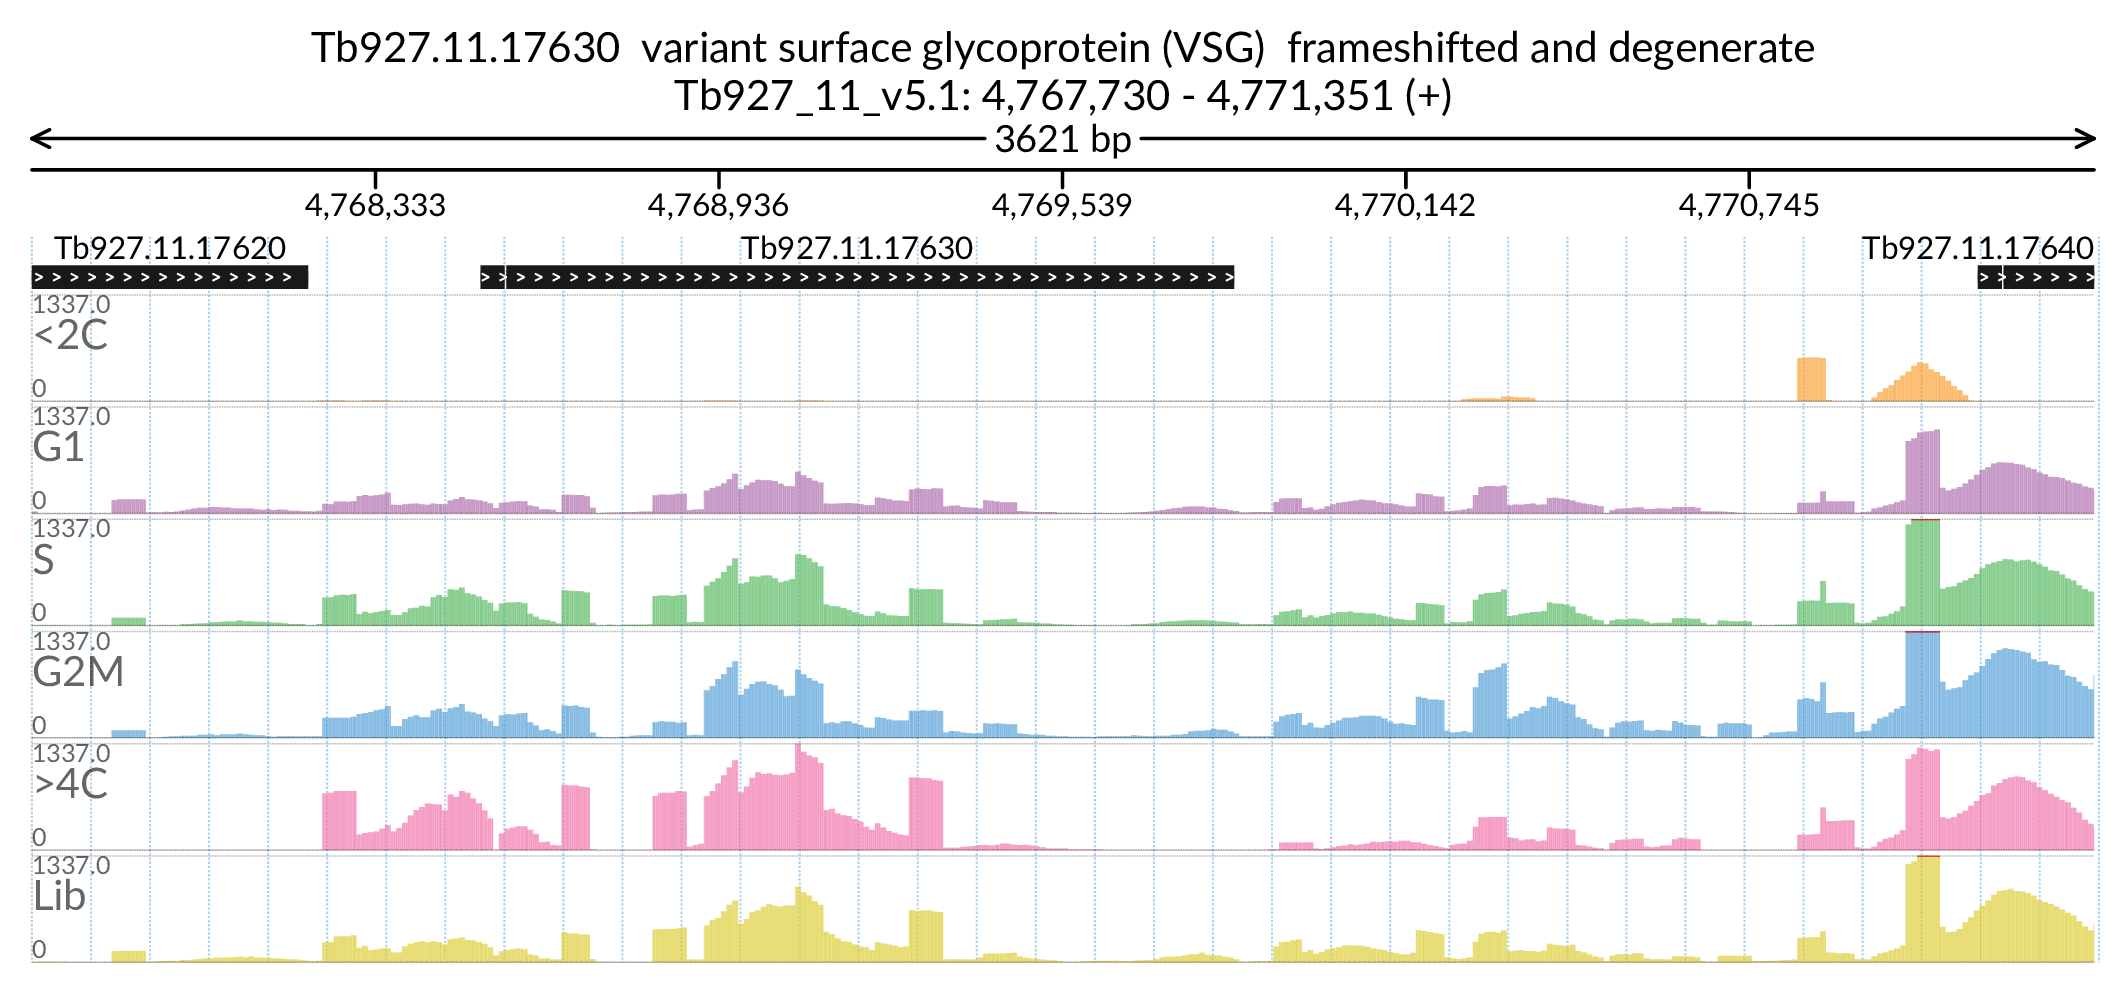 Tb927.11.17630  variant surface glycoprotein (VSG)  frameshifted and degenerate
Tb927_11_v5.1: 4,767,730 - 4,771,351 (+)
3621 bp
4,768,333 4,768,936 4,769,539 4,770,142 4,770,745
Tb927.11.17620 Tb927.11.17630 Tb927.11.17640
1337.0
<2C
0
1337.0
G1
0
1337.0
S
0
1337.0
G2M
0
1337.0
>4C
0
1337.0
Lib
0